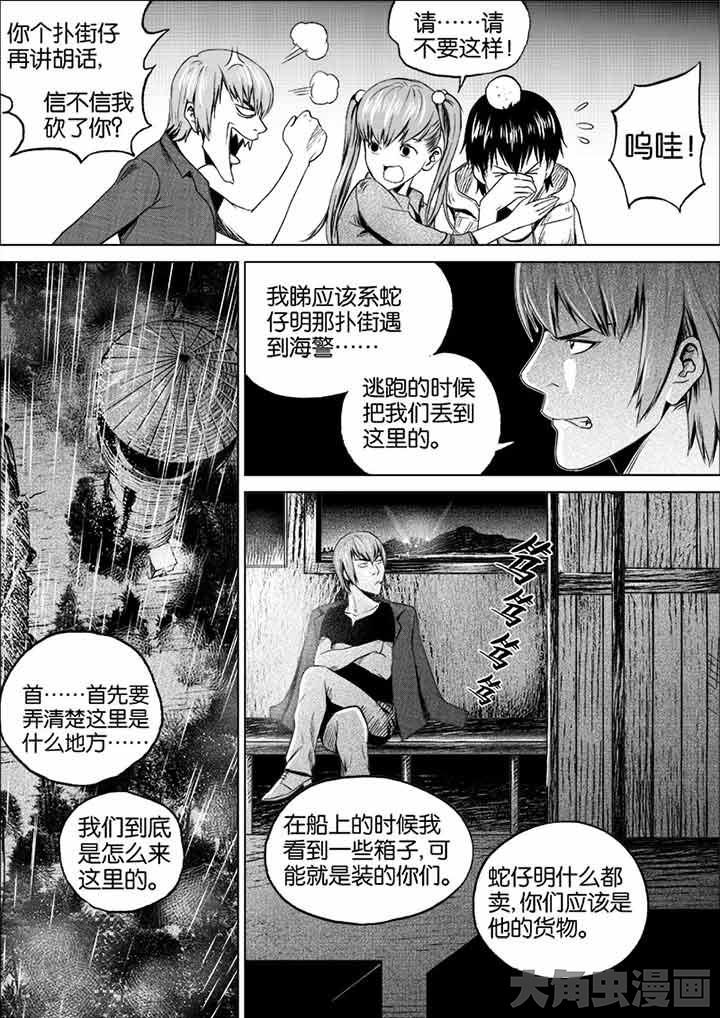 你个扑街仔
再讲胡话，
信不信我
砍了你？
请……请
不要这样！
呜哇！
我睇应该系蛇
仔明那扑街遇
到海警……
逃跑的时候
把我们丢到
这里的。
首……首先要
弄清楚这里是
什么地方……
我们到底
是怎么来
这里的。
笃
笃
笃
笃
在船上的时候我
看到一些箱子，可
能就是装的你们。
蛇仔明什么都
卖，你们应该是
他的货物。
大角虫漫画